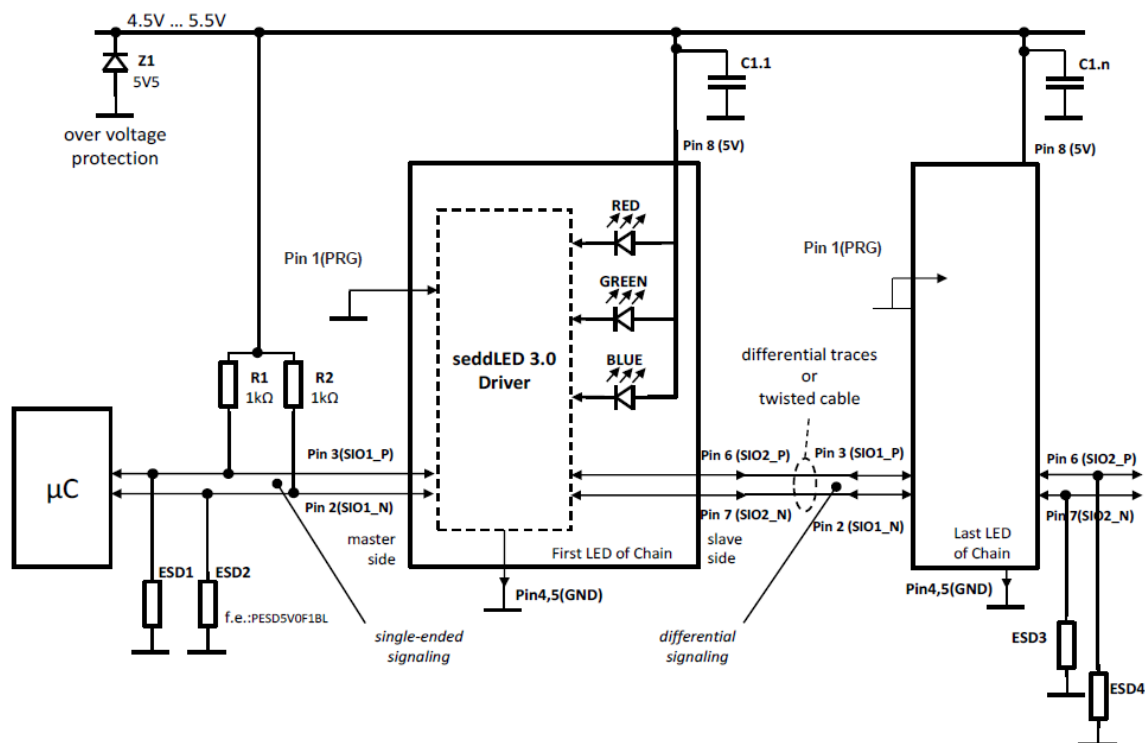 4.5V ... 5.5V
Z1
5V5
over voltage
protection
C1.1
C1.n
Pin 8 (5V)
Pin 8 (5V)
RED
GREEN
BLUE
Pin 1(PRG)
Pin 1(PRG)
seddLED 3.0
Driver
differential traces
or
twisted cable
R1
1kΩ
R2
1kΩ
µC
Pin 3(SIO1_P)
Pin 2(SIO1_N)
Pin 6 (SIO2_P)
Pin 3 (SIO1_P)
Pin 7 (SIO2_N)
Pin 2 (SIO1_N)
Pin 6 (SIO2_P)
Pin 7(SIO2_N)
master
side
First LED of Chain
slave
side
Last LED
of Chain
ESD1
ESD2
f.e.:PESD5V0F1BL
Pin4,5(GND)
Pin4,5(GND)
single-ended
signaling
differential
signaling
ESD3
ESD4